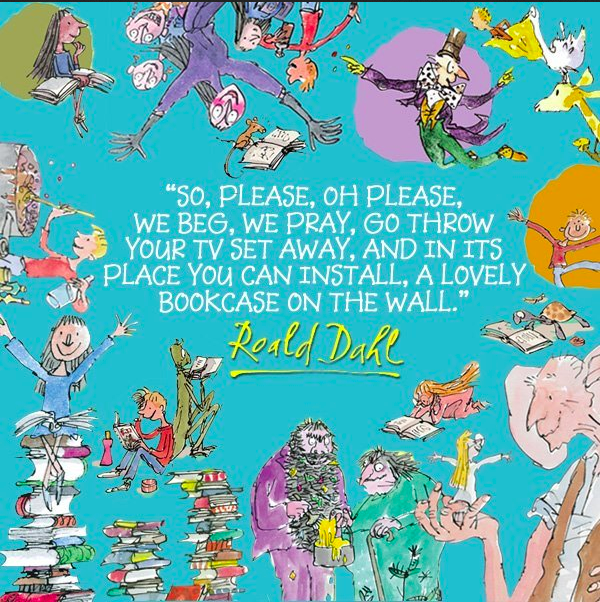 “SO, PLEASE, OH PLEASE,
WE BEG, WE PRAY, GO THROW
YOUR TV SET AWAY, AND IN ITS
PLACE YOU CAN INSTALL, A LOVELY
BOOKCASE ON THE WALL.”
Roald Dahl